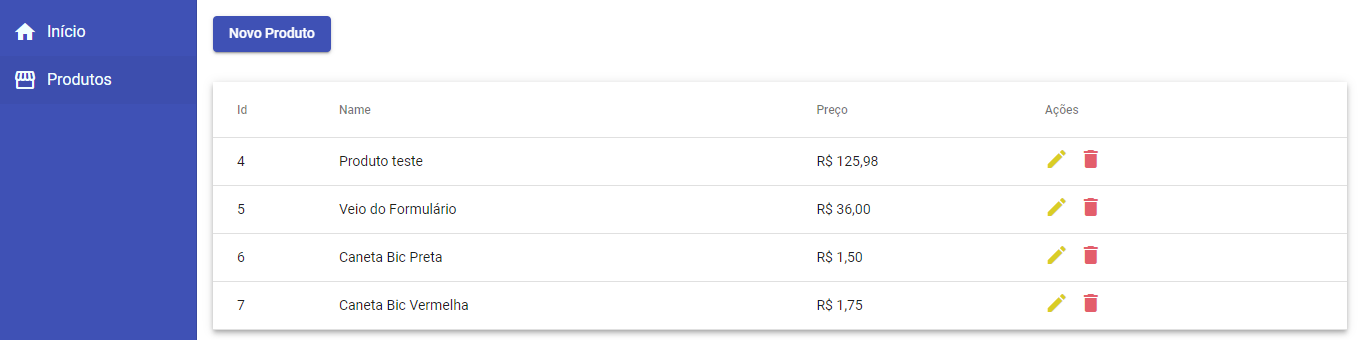 Início
Produtos
Novo Produto
Id Name Preço Ações
4 Produto teste R$ 125,98
5 Veio do Formulário R$ 36,00
6 Caneta Bic Preta R$ 1,50
7 Caneta Bic Vermelha R$ 1,75